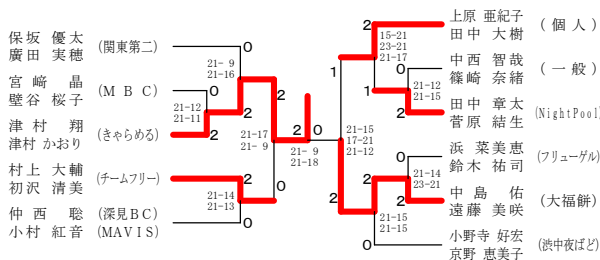 保坂 優太
廣田 実穂
(関東第二)
0
21- 9
21-16
宮﨑 晶
壁谷 桜子
(ＭＢＣ)
0
21-12
21-11
2
2
津村 翔
津村 かおり
(きゃらめる)
2
21-17
21- 9
2
21- 9
21-18
村上 大輔
初沢 清美
(チームフリー)
2
21-14
21-13
0
仲西 聡
小村 紅音
(深見BC)
(MAVIS)
0
0
上原 亜紀子
田中 大樹
(個人)
2
15-21
23-21
21-17
1
中西 智哉
篠崎 奈緒
(一般)
0
21-12
21-15
1
田中 章太
菅原 結生
(NightPool)
2
21-15
17-21
21-12
浜 菜美恵
鈴木 祐司
(フリューゲル)
0
21-14
23-21
2
2
中島 佑
遠藤 美咲
(大福餅)
2
21-15
21-15
小野寺 好宏
京野 恵美子
(渋中夜ばど)
0